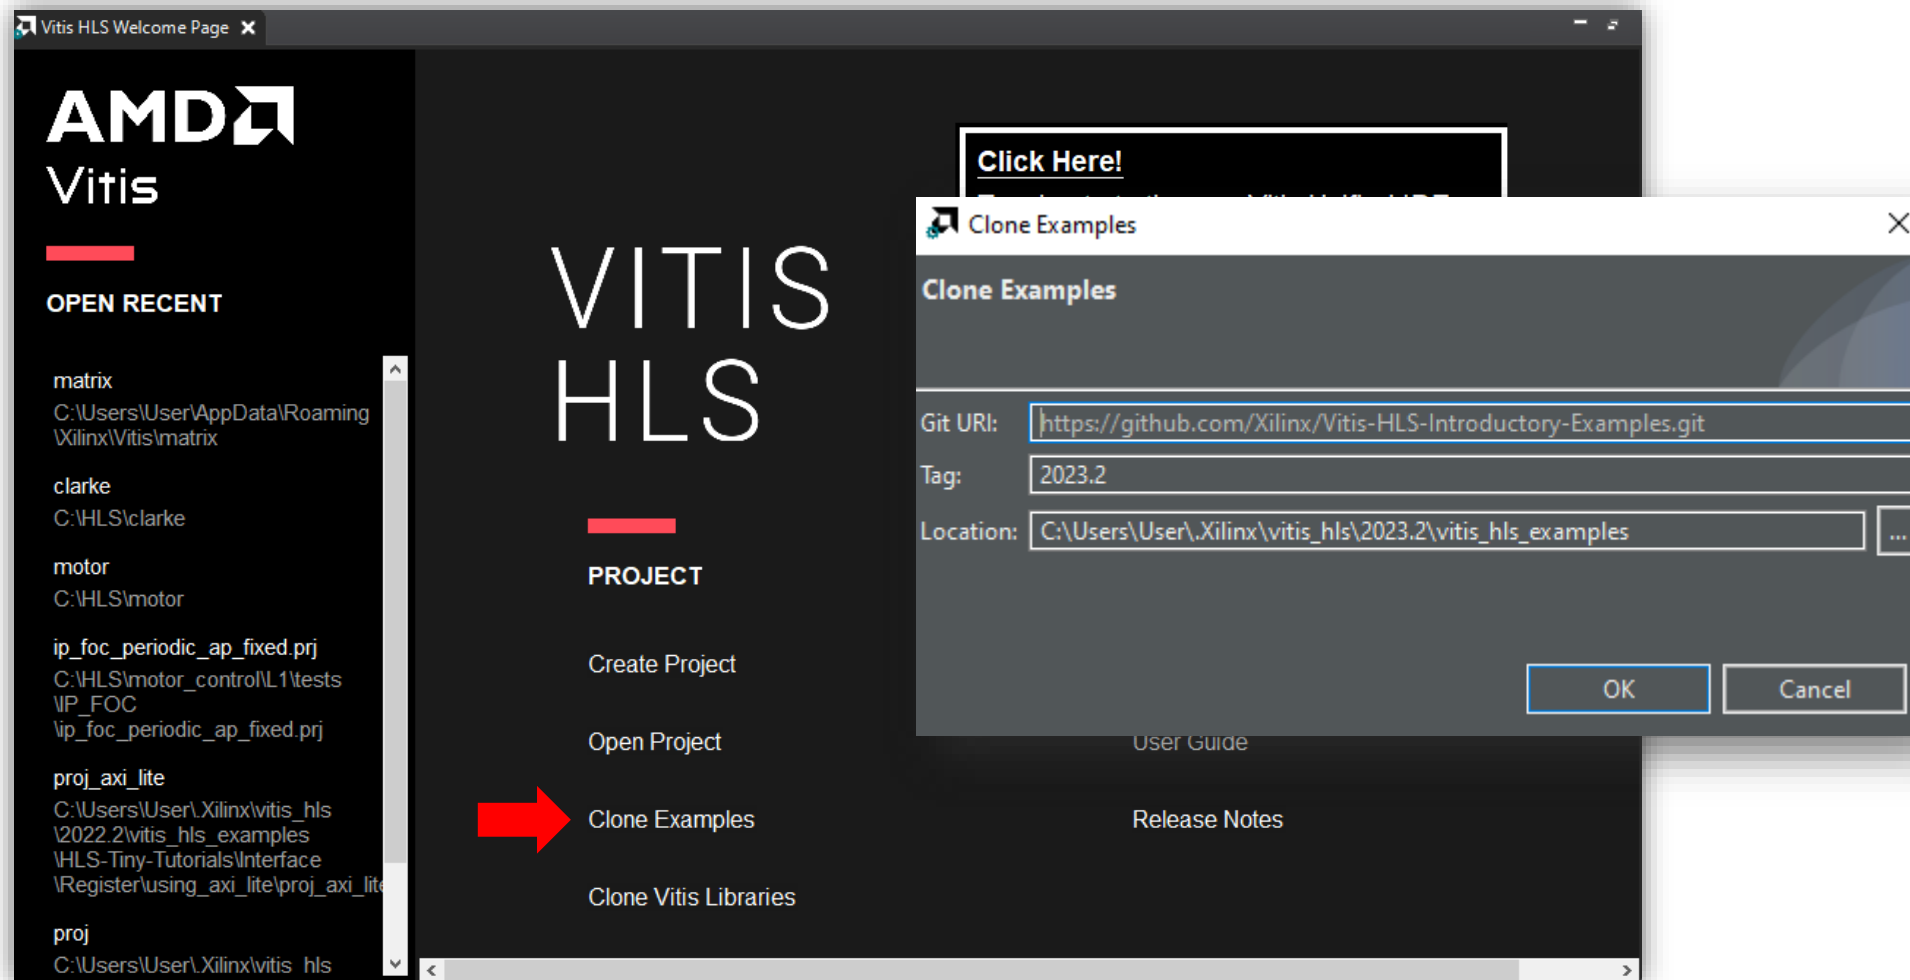 Vitis HLS Welcome Page
AMD
Vitis
OPEN RECENT
matrix
C:\Users\User\AppData\Roaming
\Xilinx\Vitis\matrix
clarke
C:\HLS\clarke
motor
C:\HLS\motor
ip_foc_periodic_ap_fixed.prj
C:\HLS\motor_control\L1\tests
\IP_FOC
\ip_foc_periodic_ap_fixed.prj
proj_axi_lite
C:\Users\User\.Xilinx\vitis_hls
\2022.2\vitis_hls_examples
\HLS-Tiny-Tutorials\Interface
\Register\using_axi_lite\proj_axi_lite
proj
C:\Users\User\.Xilinx\vitis_hls
VITIS
HLS
PROJECT
Create Project
Open Project
Clone Examples
Clone Vitis Libraries
Click Here!
Clone Examples
Clone Examples
Git URI: https://github.com/Xilinx/Vitis-HLS-Introductory-Examples.git
Tag: 2023.2
Location: C:\Users\User\.Xilinx\vitis_hls\2023.2\vitis_hls_examples ...
OK Cancel
User Guide
Release Notes